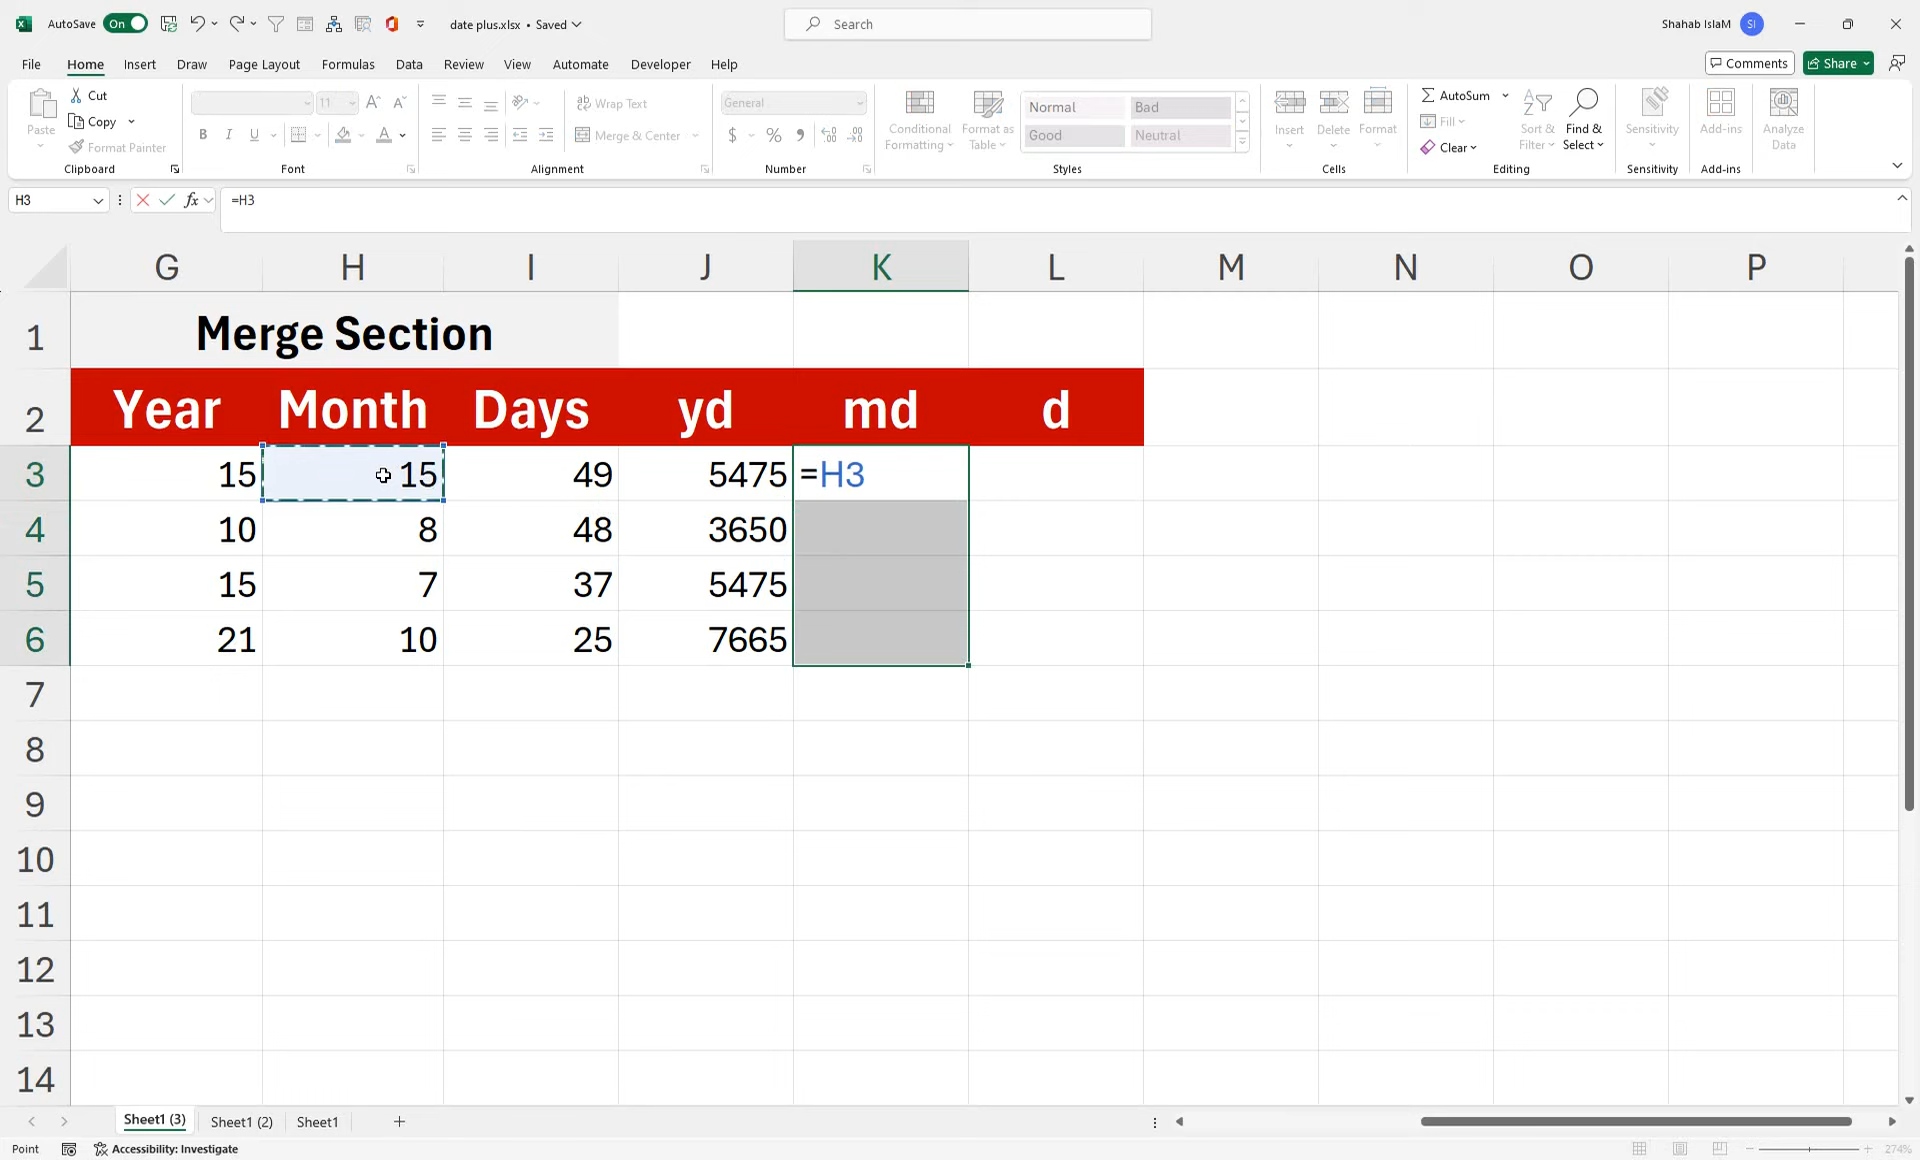 AutoSave On date plus.xlsx • Saved Search Shahab IslaM SI
File Home Insert Draw Page Layout Formulas Data Review View Automate Developer Help Comments Share
Paste Cut Copy Format Painter Clipboard
11 B I U Font
Wrap Text Merge & Center Alignment
General $ % Number
Conditional Formatting Format as Table Normal Bad Good Neutral Styles
Insert Delete Format Cells
AutoSum Fill Clear Sort & Filter Find & Select Editing
Sensitivity Sensitivity
Add-ins Add-ins
Analyze Data
H3 fx =H3
G H I J K L M N O P
1 Merge Section
2 Year Month Days yd md d
3 15 15 49 5475 =H3
4 10 8 48 3650
5 15 7 37 5475
6 21 10 25 7665
7
8
9
10
11
12
13
14
Sheet1 (3) Sheet1 (2) Sheet1
Point Accessibility: Investigate 274%